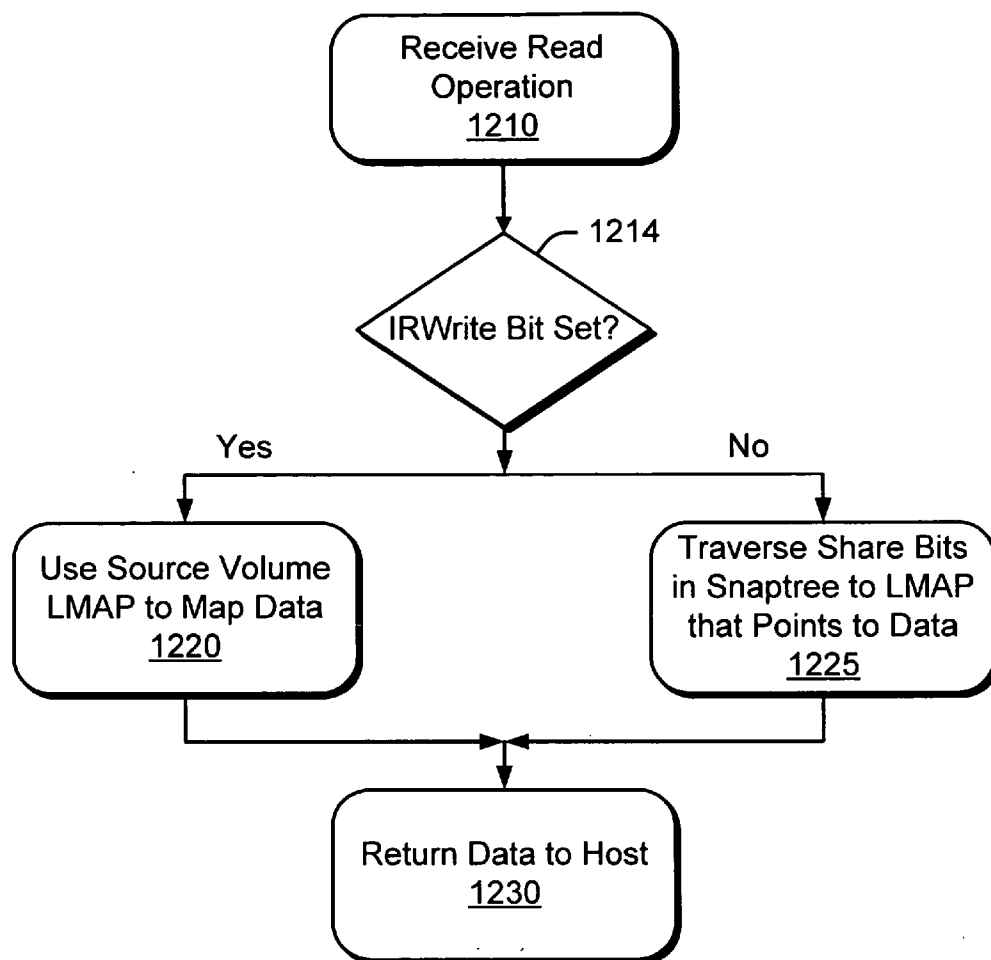 Receive Read
Operation
1210
1214
IRWrite Bit Set?
Yes
No
Use Source Volume
LMAP to Map Data
1220
Traverse Share Bits
in Snaptree to LMAP
that Points to Data
1225
Return Data to Host
1230